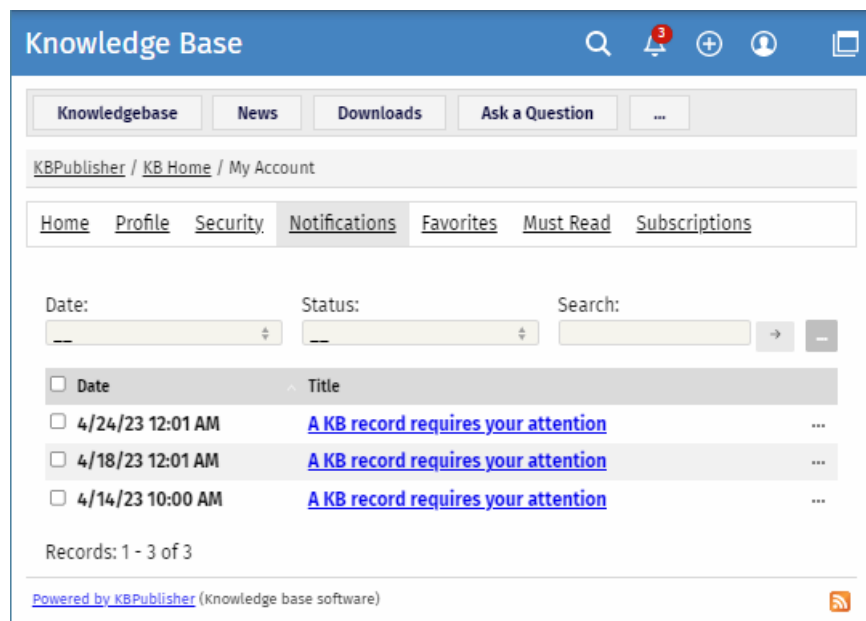 Knowledge Base
3
Knowledgebase News Downloads Ask a Question ...
KBPublisher / KB Home / My Account
Home Profile Security Notifications Favorites Must Read Subscriptions
Date: Status: Search:
__ __ → ...
Date Title
4/24/23 12:01 AM A KB record requires your attention ...
4/18/23 12:01 AM A KB record requires your attention ...
4/14/23 10:00 AM A KB record requires your attention ...
Records: 1 - 3 of 3
Powered by KBPublisher (Knowledge base software)